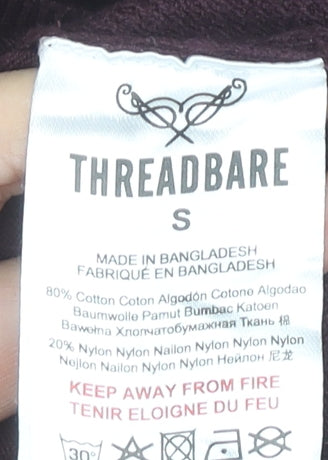 THREADBARE
S
MADE IN BANGLADESH
FABRIQUÉ EN BANGLADESH
80% Cotton Coton Algodón Cotone Algodao
Baumwolle Pamut Bumbac Katoen
Bawełna Хлопчатобумажная Ткань 棉
20% Nylon Nylon Nailon Nylon Nylon Nylon
Nejlon Nailon Nylon Nylon Нейлон 尼龙
KEEP AWAY FROM FIRE
TENIR ELOIGNE DU FEU
30°